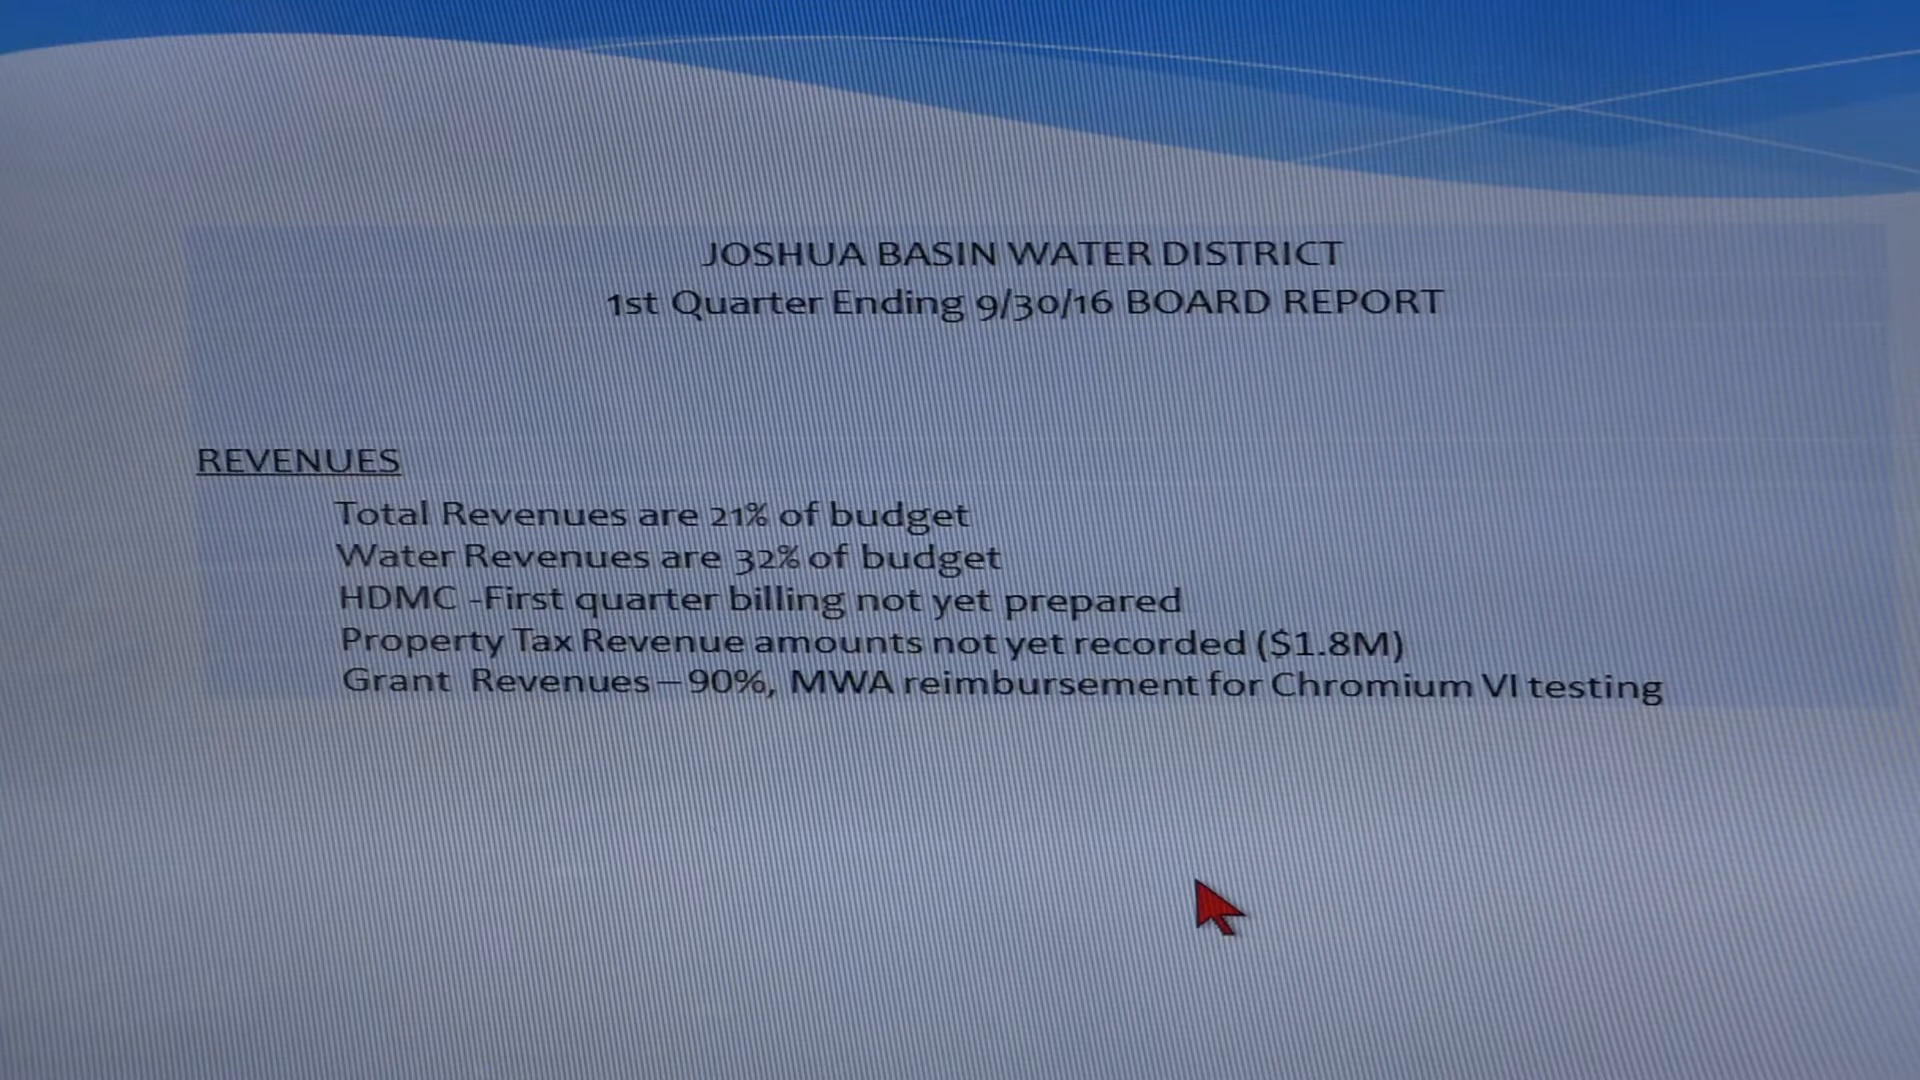 JOSHUA BASIN WATER DISTRICT
1st Quarter Ending 9/30/16 BOARD REPORT
REVENUES
Total Revenues are 21% of budget
Water Revenues are 32% of budget
HDMC -First quarter billing not yet prepared
Property Tax Revenue amounts not yet recorded ($1.8M)
Grant Revenues – 90%, MWA reimbursement for Chromium VI testing